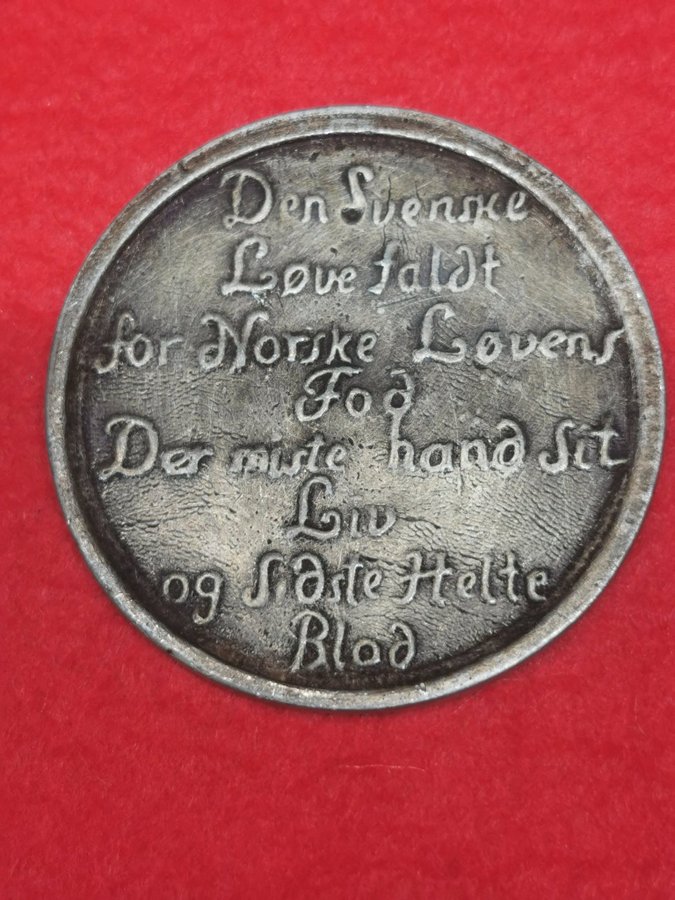 Den Svenske
Løve faldt
for Norske Løvens
Fod
Der miste hand Sit
Liv
og Sidste Helte
Blod